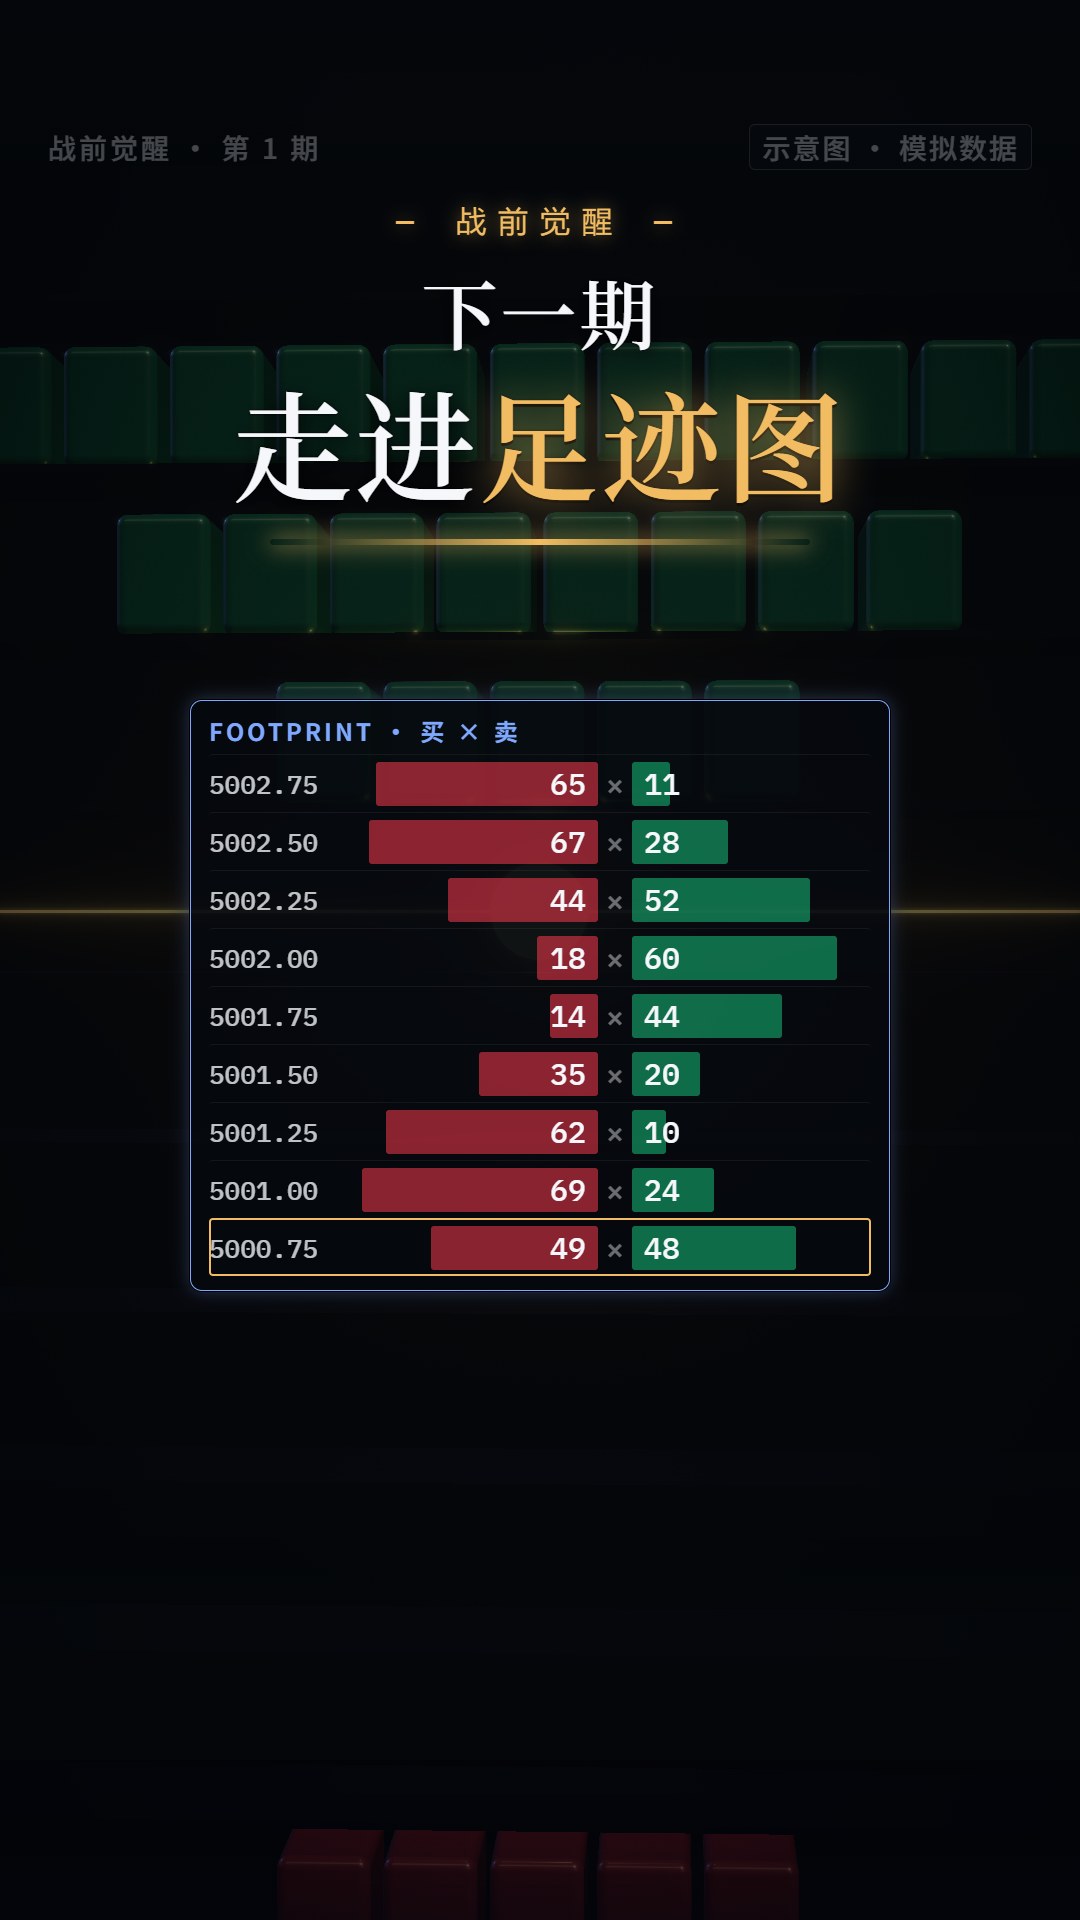 战前觉醒 · 第 1 期
示意图 · 模拟数据
— 战前觉醒 —
下一期
走进足迹图
FOOTPRINT · 买 × 卖
5002.75 65 × 11
5002.50 67 × 28
5002.25 44 × 52
5002.00 18 × 60
5001.75 14 × 44
5001.50 35 × 20
5001.25 62 × 10
5001.00 69 × 24
5000.75 49 × 48